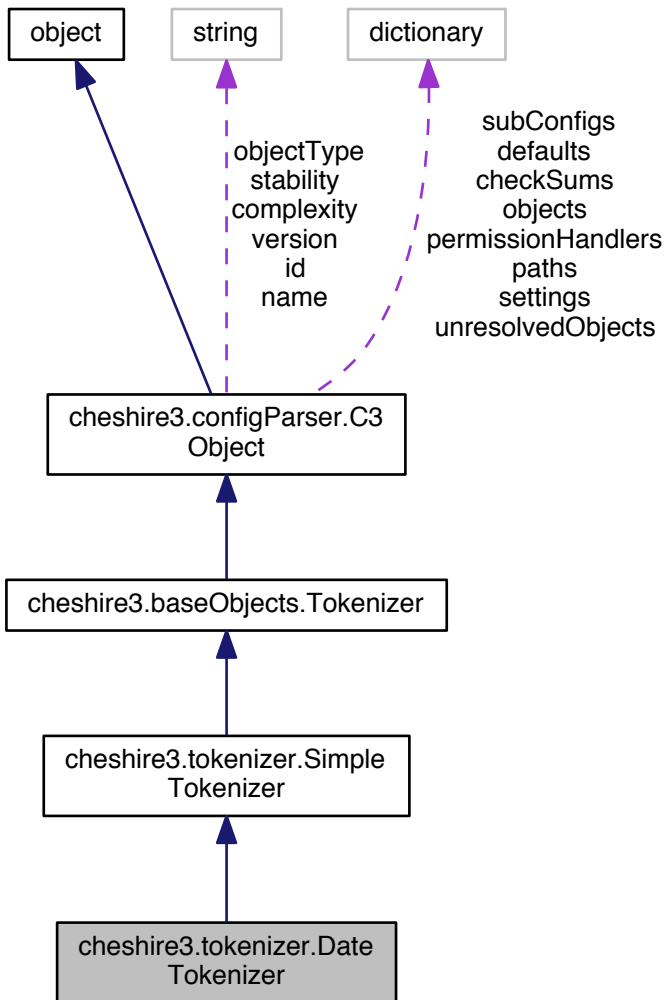 object
string
dictionary
objectType
stability
complexity
version
id
name
subConfigs
defaults
checkSums
objects
permissionHandlers
paths
settings
unresolvedObjects
cheshire3.configParser.C3
Object
cheshire3.baseObjects.Tokenizer
cheshire3.tokenizer.Simple
Tokenizer
cheshire3.tokenizer.Date
Tokenizer